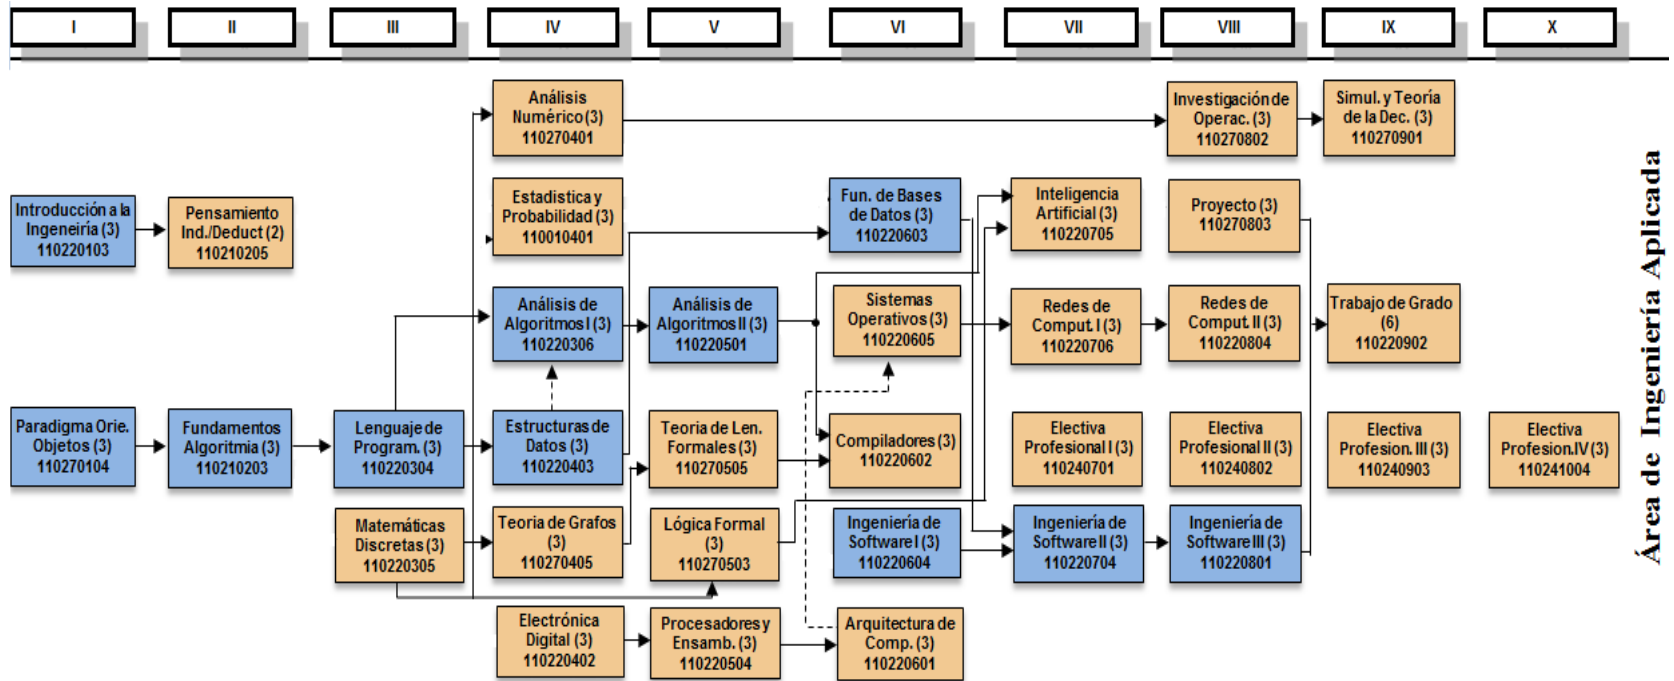 I
II
III
IV
V
VI
VII
VIII
IX
X
Análisis
Numérico (3)
110270401
Investigación de
Operac. (3)
110270802
Simul. y Teoría
de la Dec. (3)
110270901
Introducción a la
Ingeneiría (3)
110220103
Pensamiento
Ind./Deduct (2)
110210205
Estadistica y
Probabilidad (3)
110010401
Fun. de Bases
de Datos (3)
110220603
Inteligencia
Artificial (3)
110220705
Proyecto (3)
110270803
Análisis de
Algoritmos I (3)
110220306
Análisis de
Algoritmos II (3)
110220501
Sistemas
Operativos (3)
110220605
Redes de
Comput. I (3)
110220706
Redes de
Comput. II (3)
110220804
Trabajo de Grado
(6)
110220902
Paradigma Orie.
Objetos (3)
110270104
Fundamentos
Algoritmia (3)
110210203
Lenguaje de
Program. (3)
110220304
Estructuras de
Datos (3)
110220403
Teoria de Len.
Formales (3)
110270505
Compiladores (3)
110220602
Electiva
Profesional I (3)
110240701
Electiva
Profesional II (3)
110240802
Electiva
Profesion. III (3)
110240903
Electiva
Profesion.IV (3)
110241004
Matemáticas
Discretas (3)
110220305
Teoria de Grafos
(3)
110270405
Lógica Formal
(3)
110270503
Ingeniería de
Software I (3)
110220604
Ingeniería de
Software II (3)
110220704
Ingeniería de
Software III (3)
110220801
Electrónica
Digital (3)
110220402
Procesadores y
Ensamb. (3)
110220504
Arquitectura de
Comp. (3)
110220601
Área de Ingeniería Aplicada